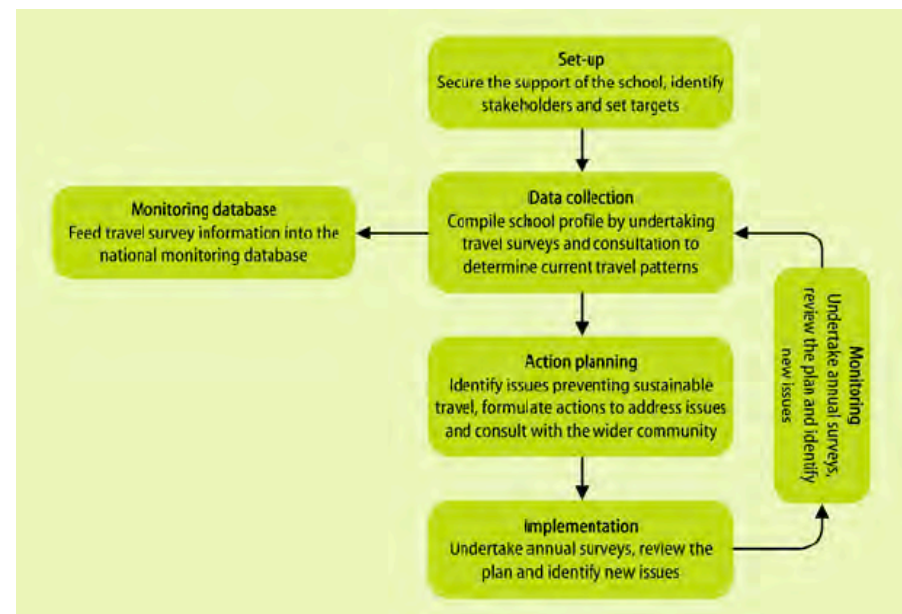 Set-up
Secure the support of the school, identify
stakeholders and set targets
Monitoring database
Feed travel survey information into the
national monitoring database
Data collection
Compile school profile by undertaking
travel surveys and consultation to
determine current travel patterns
Action planning
Identify issues preventing sustainable
travel, formulate actions to address issues
and consult with the wider community
Implementation
Undertake annual surveys, review the
plan and identify new issues
Monitoring
Undertake annual surveys,
review the plan and identify
new issues